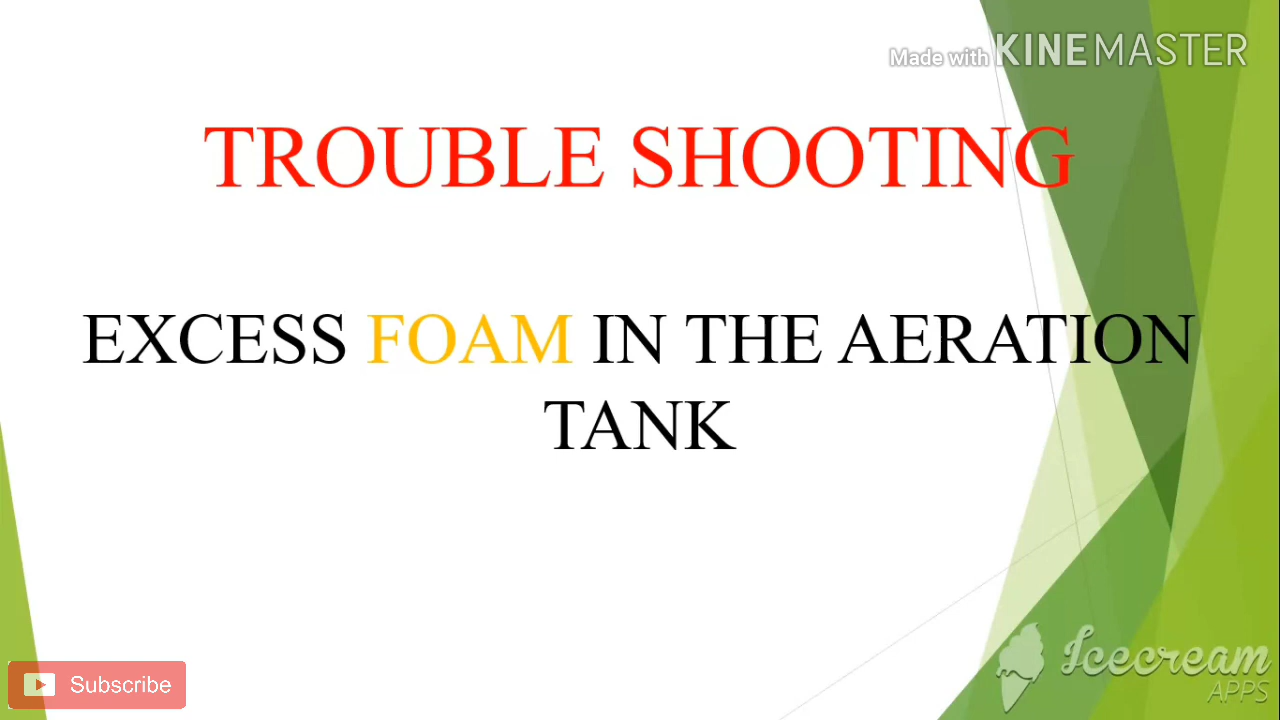 Made with KINEMASTER
TROUBLE SHOOTING
EXCESS FOAM IN THE AERATION
TANK
Subscribe
Icecream
APPS